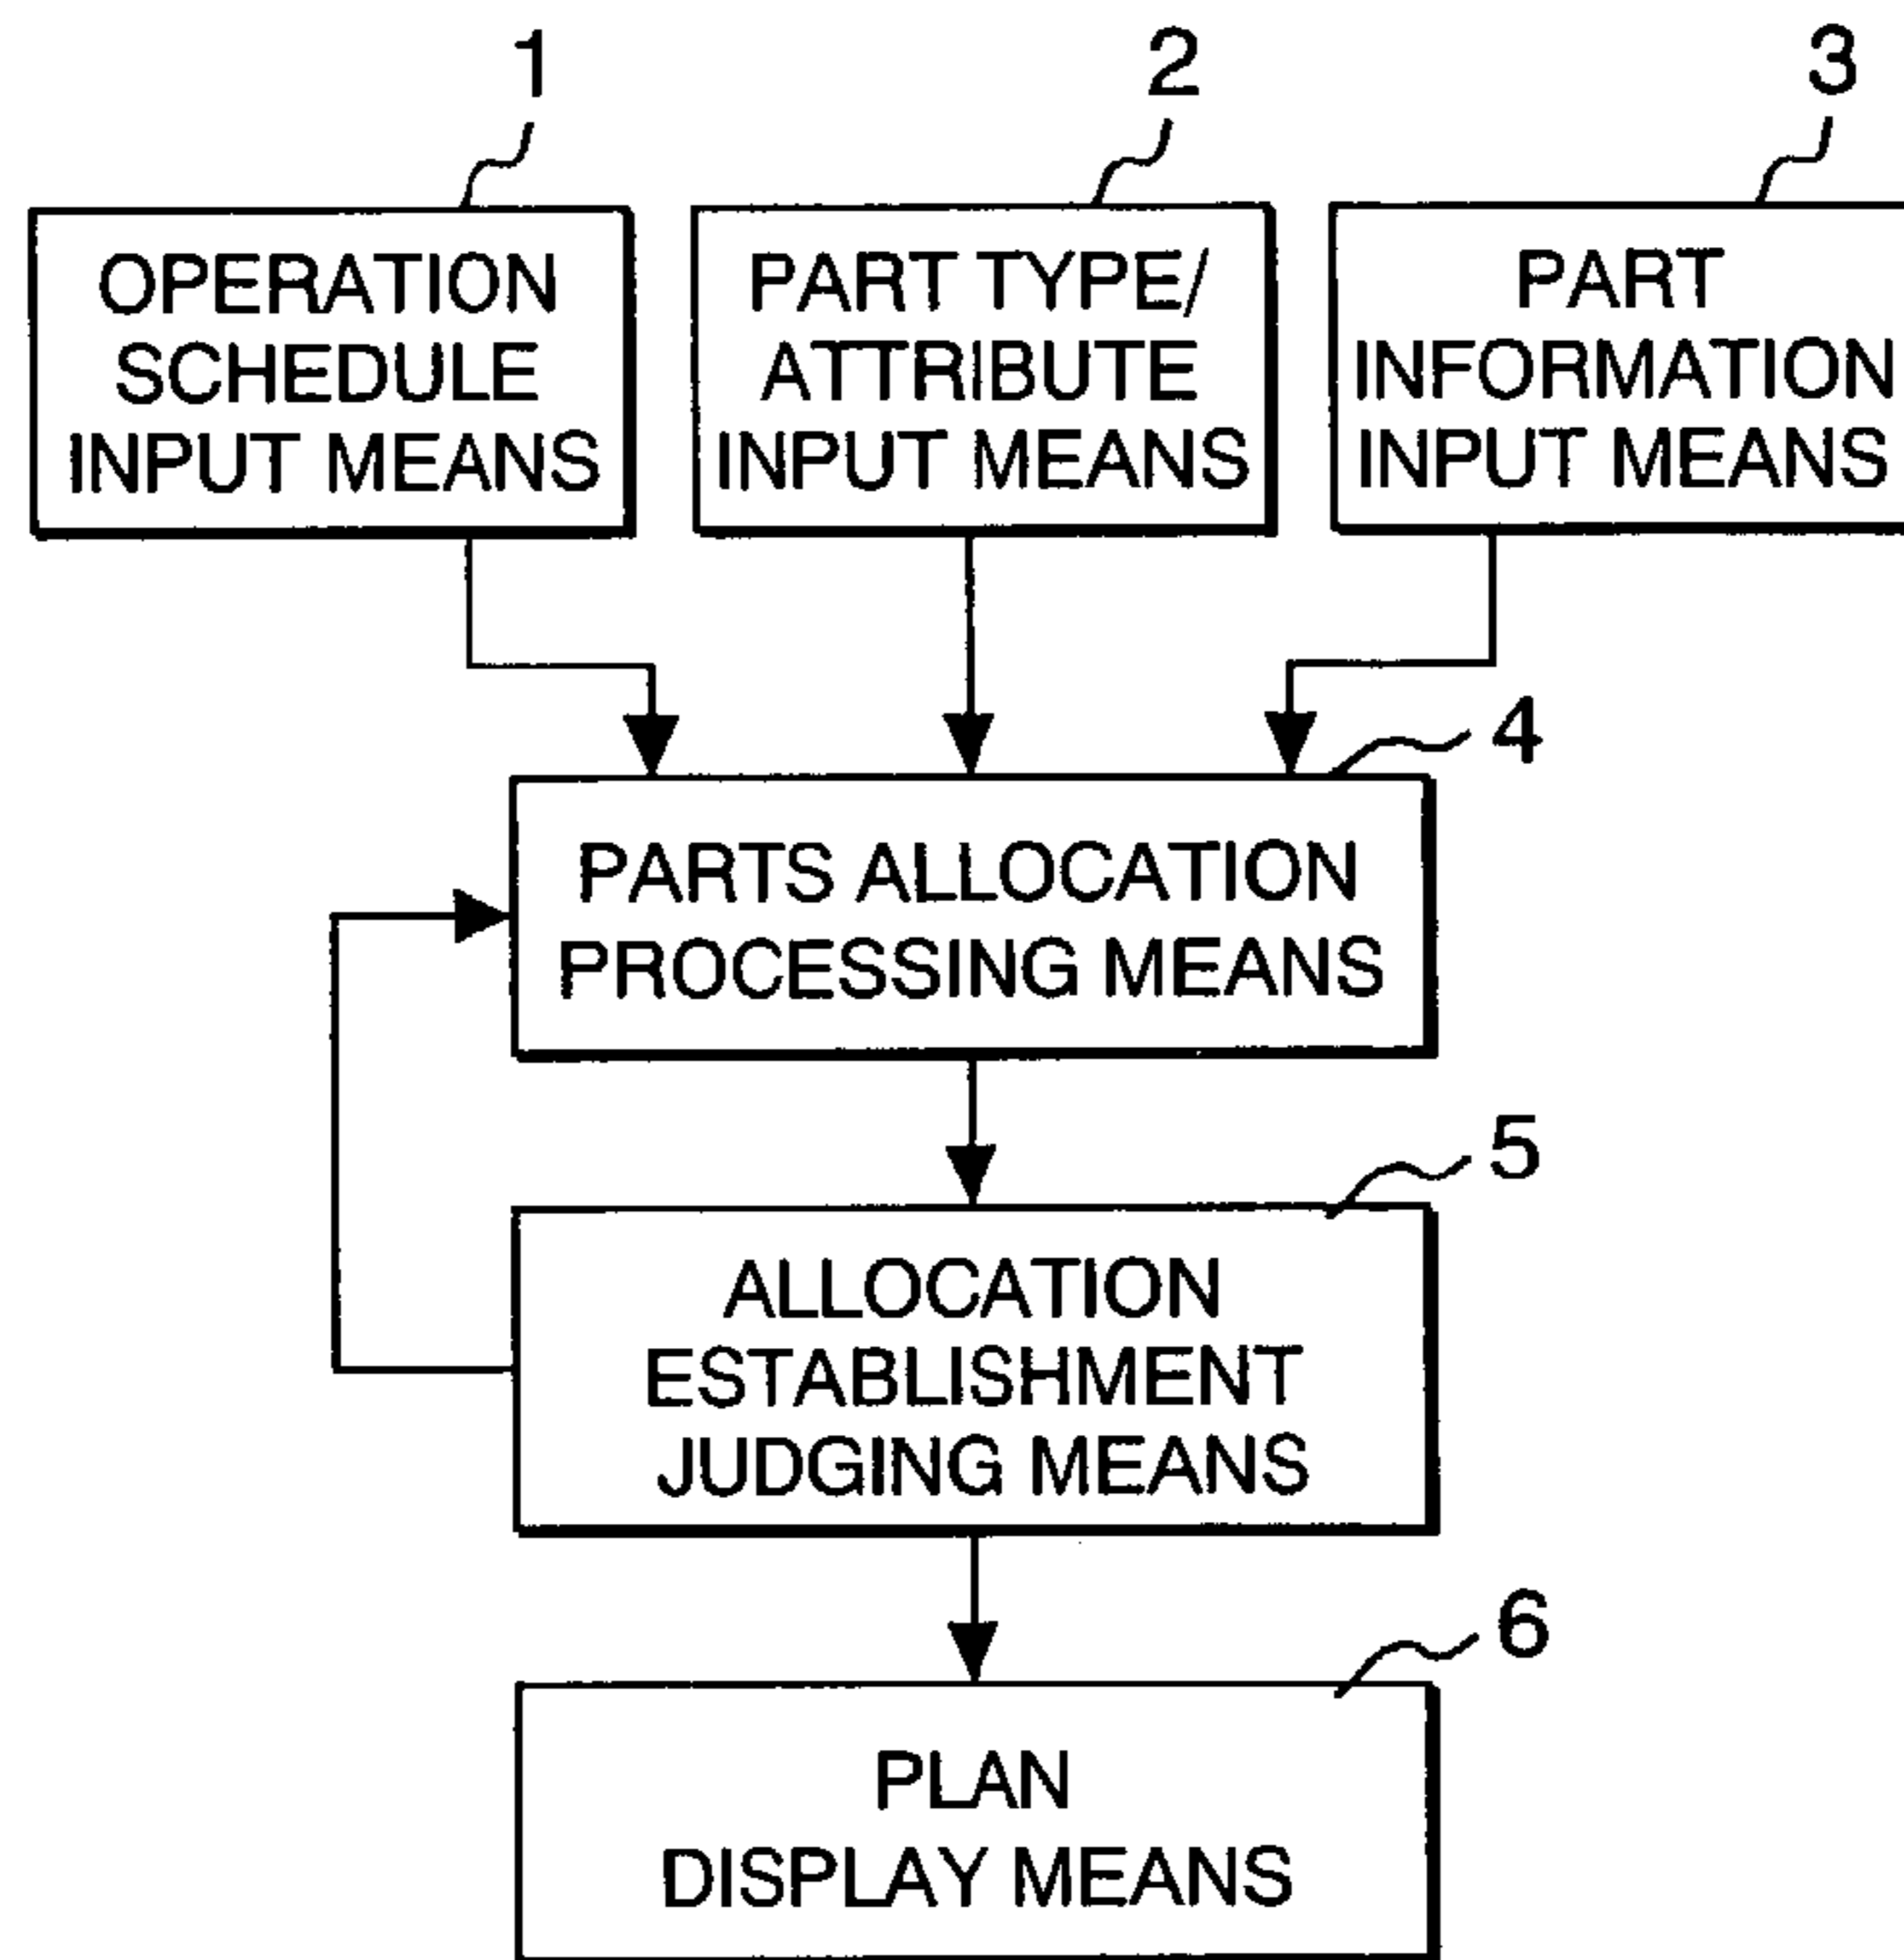 1
2
3
OPERATION
SCHEDULE
INPUT MEANS
PART TYPE/
ATTRIBUTE
INPUT MEANS
PART
INFORMATION
INPUT MEANS
4
PARTS ALLOCATION
PROCESSING MEANS
5
ALLOCATION
ESTABLISHMENT
JUDGING MEANS
6
PLAN
DISPLAY MEANS